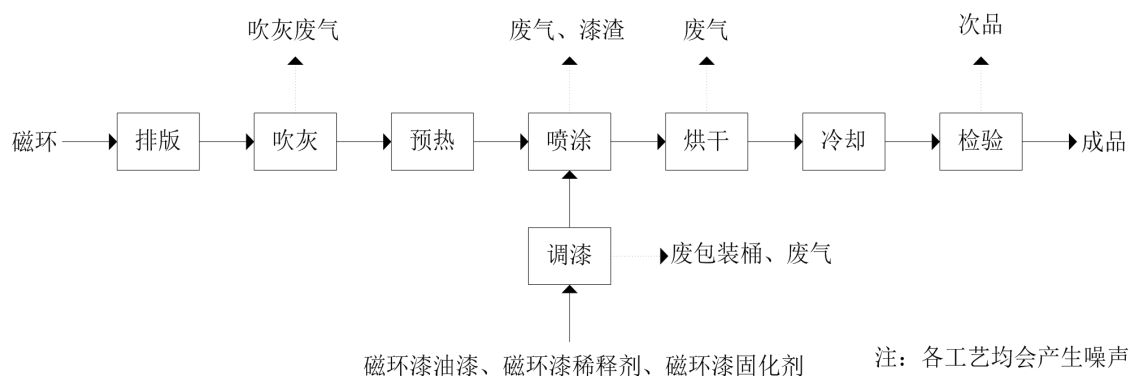 吹灰废气
废气、漆渣
废气
次品
磁环
排版
吹灰
预热
喷涂
烘干
冷却
检验
成品
调漆
废包装桶、废气
磁环漆油漆、磁环漆稀释剂、磁环漆固化剂
注：各工艺均会产生噪声